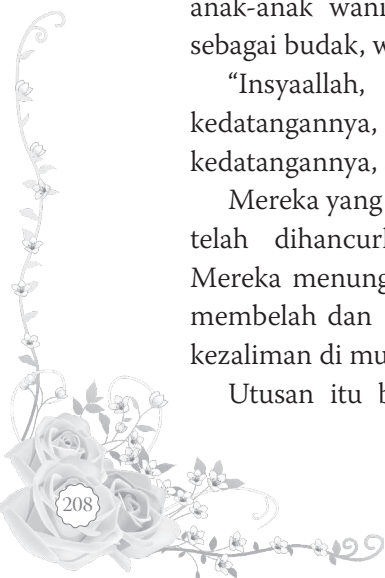 anak-anak wani
sebagai budak, w
“Insyaallah,
kedatangannya,
kedatangannya,
Mereka yang
telah dihancurl
Mereka menung
membelah dan
kezaliman di mu
Utusan itu b
208